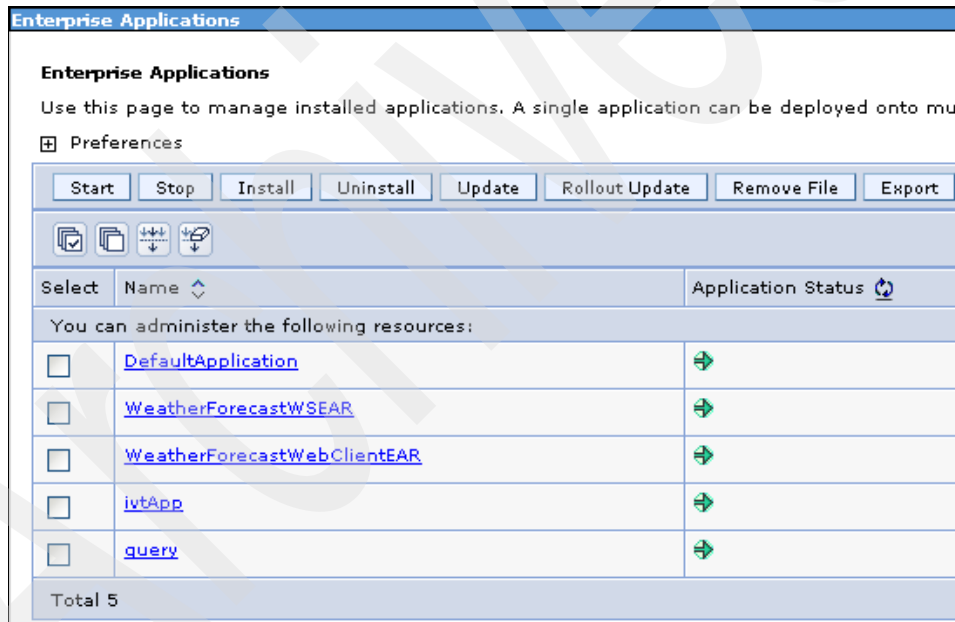 Enterprise Applications
Enterprise Applications
Use this page to manage installed applications. A single application can be deployed onto mu
Preferences
Start Stop Install Uninstall Update Rollout Update Remove File Export
Select Name Application Status
You can administer the following resources:
DefaultApplication
WeatherForecastWSEAR
WeatherForecastWebClientEAR
ivtApp
query
Total 5